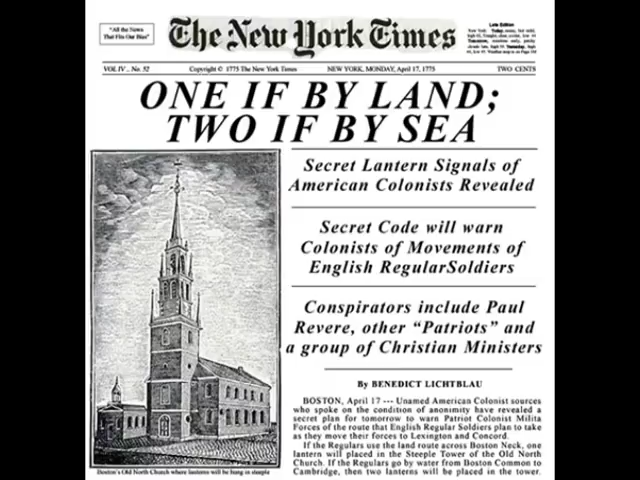 "All the News
That Fits Our Bias"
The New York Times
Late Edition
VOL IV .. No. 52
Copyright © 1775 The New York Times
NEW YORK, MONDAY, April 17, 1775
TWO CENTS
ONE IF BY LAND;
TWO IF BY SEA
Secret Lantern Signals of
American Colonists Revealed
Secret Code will warn
Colonists of Movements of
English RegularSoldiers
Conspirators include Paul
Revere, other “Patriots” and
a group of Christian Ministers
By BENEDICT LICHTBLAU
BOSTON, April 17 --- Unamed American Colonist sources
who spoke on the condition of anonymity have revealed a
secret plan for tomorrow to warn Patriot Colonist Milita
Forces of the route that English Regular Soldiers plan to take
as they move their forces to Lexington and Concord.
If the Regulars use the land route across Boston Neck, one
lantern will placed in the Steeple Tower of the Old North
Church. If the Regulars go by water from Boston Common to
Cambridge, then two lanterns will be placed in the tower.
Boston's Old North Church where lanterns will be hung in steeple